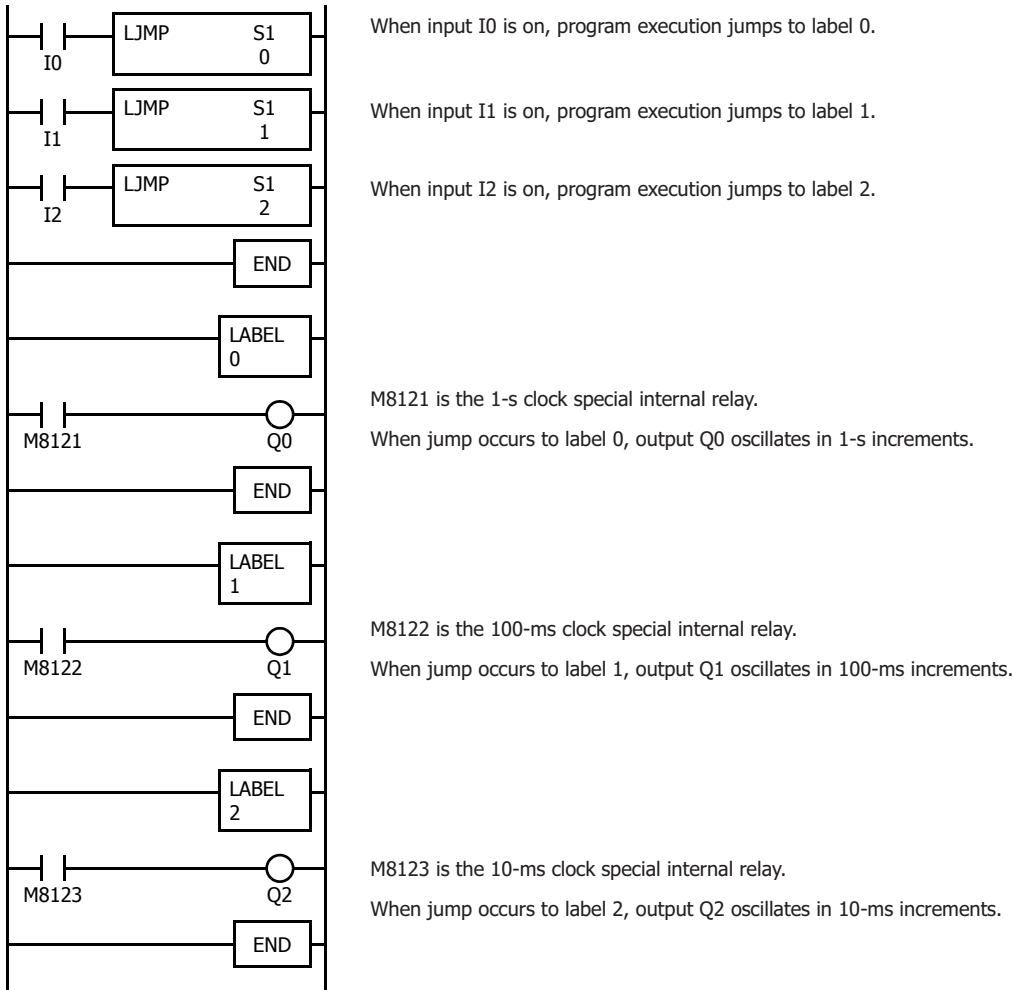 LJMP S1
0
I0
When input I0 is on, program execution jumps to label 0.
LJMP S1
1
I1
When input I1 is on, program execution jumps to label 1.
LJMP S1
2
I2
When input I2 is on, program execution jumps to label 2.
END
LABEL
0
M8121 Q0
M8121 is the 1-s clock special internal relay.
When jump occurs to label 0, output Q0 oscillates in 1-s increments.
END
LABEL
1
M8122 Q1
M8122 is the 100-ms clock special internal relay.
When jump occurs to label 1, output Q1 oscillates in 100-ms increments.
END
LABEL
2
M8123 Q2
M8123 is the 10-ms clock special internal relay.
When jump occurs to label 2, output Q2 oscillates in 10-ms increments.
END